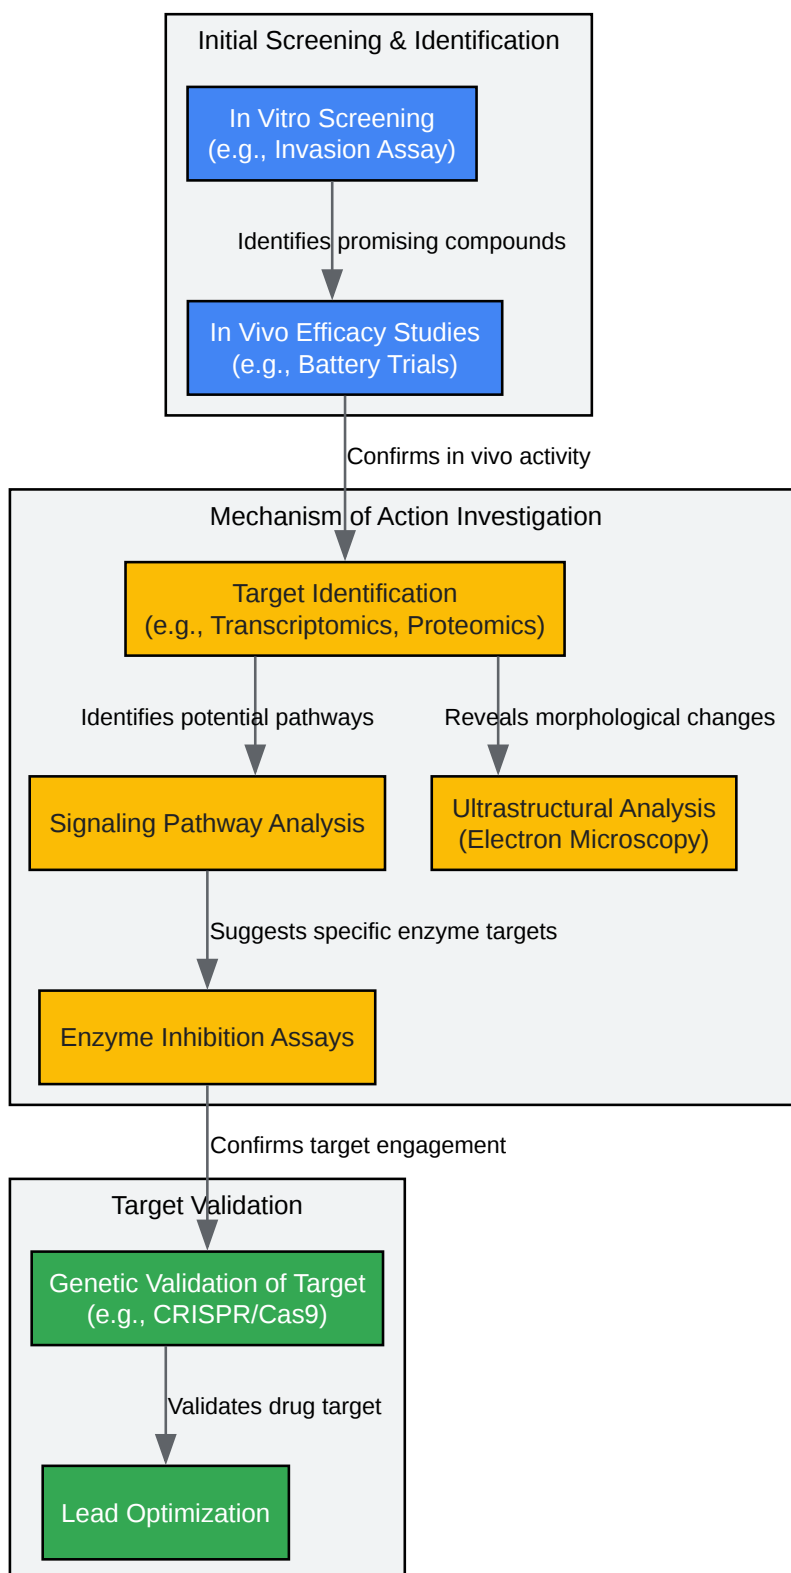 Initial Screening & Identification
In Vitro Screening
(e.g., Invasion Assay)
Identifies promising compounds
In Vivo Efficacy Studies
(e.g., Battery Trials)
Confirms in vivo activity
Mechanism of Action Investigation
Target Identification
(e.g., Transcriptomics, Proteomics)
Identifies potential pathways
Reveals morphological changes
Signaling Pathway Analysis
Ultrastructural Analysis
(Electron Microscopy)
Suggests specific enzyme targets
Enzyme Inhibition Assays
Confirms target engagement
Target Validation
Genetic Validation of Target
(e.g., CRISPR/Cas9)
Validates drug target
Lead Optimization